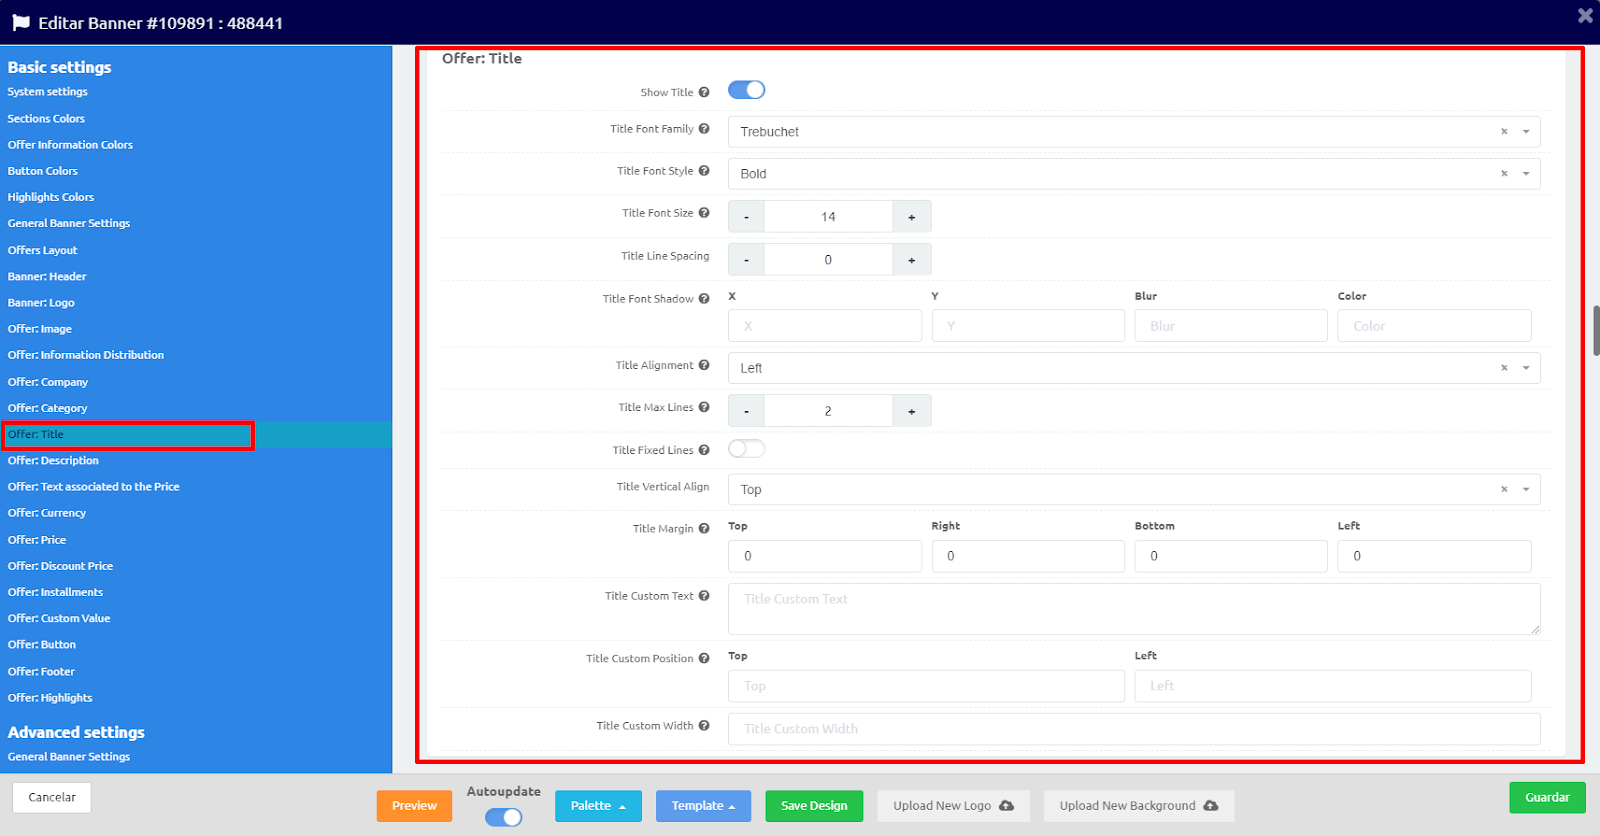 Editar Banner #109891 : 488441
Basic settings
System settings
Sections Colors
Offer Information Colors
Button Colors
Highlights Colors
General Banner Settings
Offers Layout
Banner: Header
Banner: Logo
Offer: Image
Offer: Information Distribution
Offer: Company
Offer: Category
Offer: Title
Offer: Description
Offer: Text associated to the Price
Offer: Currency
Offer: Price
Offer: Discount Price
Offer: Installments
Offer: Custom Value
Offer: Button
Offer: Footer
Offer: Highlights
Advanced settings
General Banner Settings
Offer: Title
Show Title
Title Font Family
Trebuchet
Title Font Style
Bold
Title Font Size
- 14 +
Title Line Spacing
- 0 +
Title Font Shadow
X Y Blur Color
X Y Blur Color
Title Alignment
Left
Title Max Lines
- 2 +
Title Fixed Lines
Title Vertical Align
Top
Title Margin
Top Right Bottom Left
0 0 0 0
Title Custom Text
Title Custom Text
Title Custom Position
Top Left
Top Left
Title Custom Width
Title Custom Width
Cancelar
Preview
Autoupdate
Palette
Template
Save Design
Upload New Logo
Upload New Background
Guardar